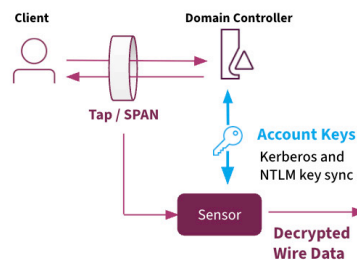 Client
Domain Controller
Tap / SPAN
Account Keys
Kerberos and
NTLM key sync
Sensor
Decrypted
Wire Data